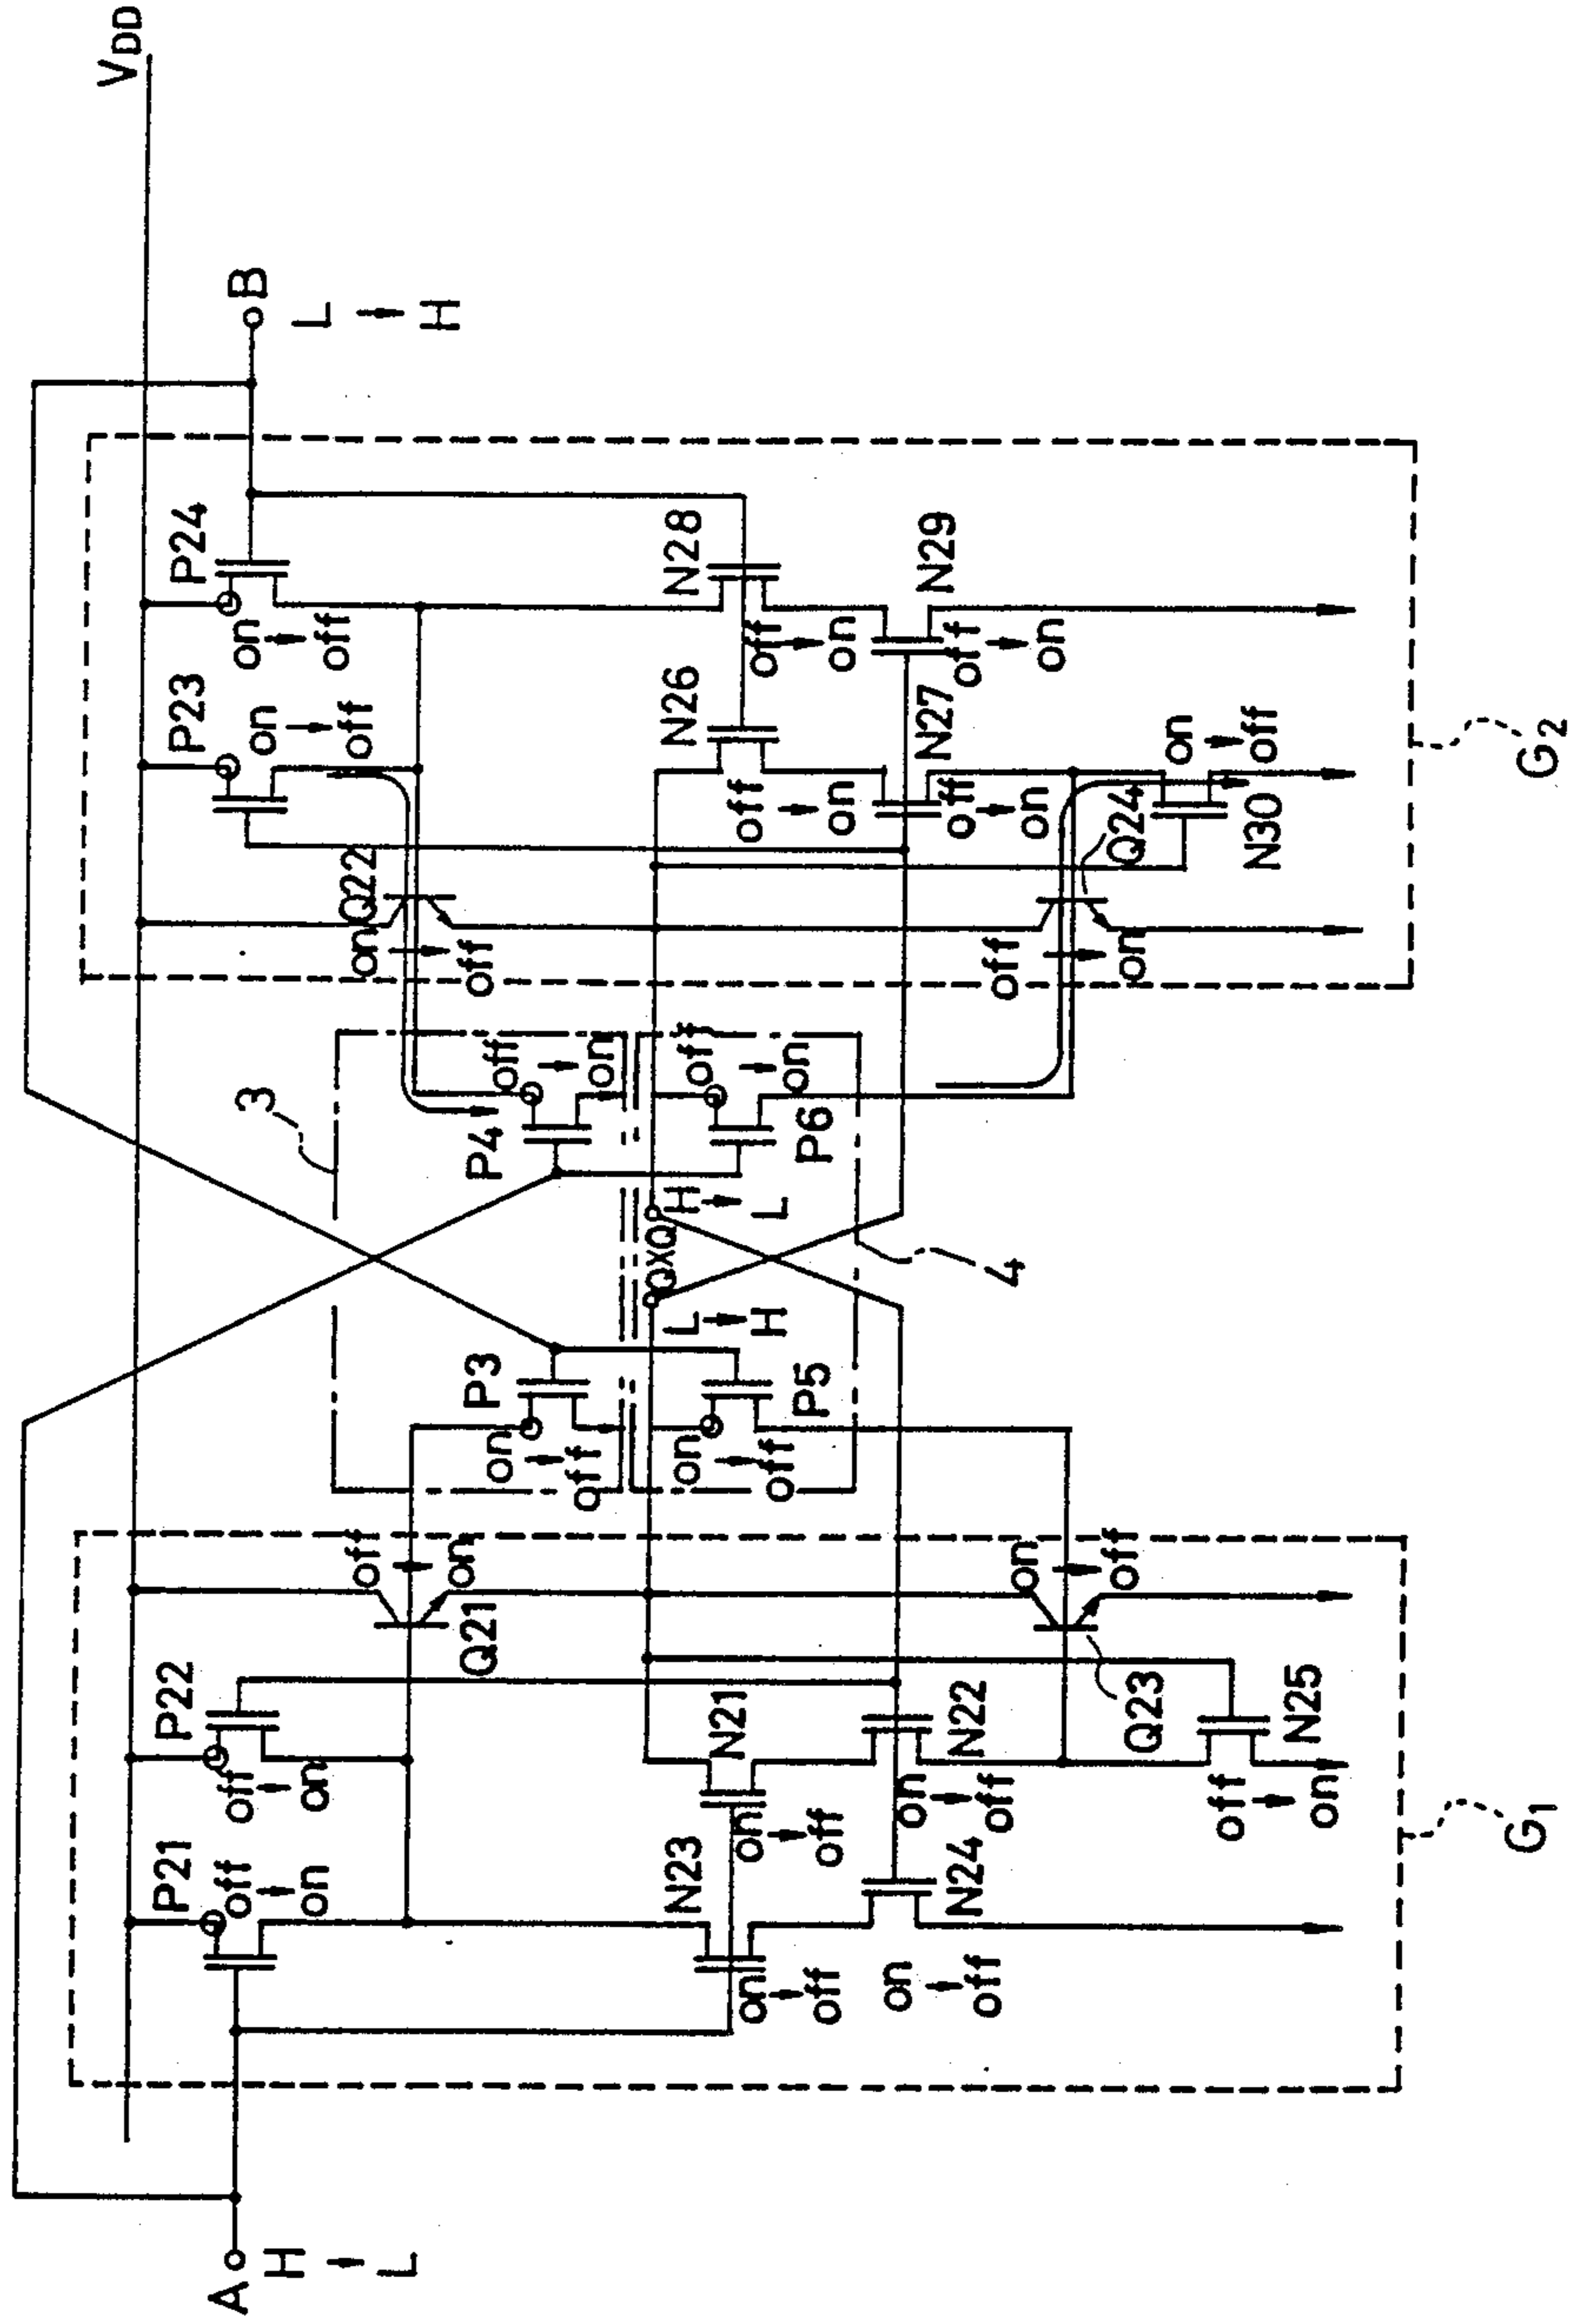 VDD
A
H → L
B
L → H
P21
off → on
P22
off → on
Q21
off → on
N23
on → off
N21
on → off
N24
on → off
N22
on → off
Q23
on → off
N25
off → on
G1
3
P3
on → off
P4
off → on
Q
XQ
L → H
H → L
P5
on → off
P6
off → on
4
Q22
on → off
P23
on → off
P24
on → off
N26
off → on
N28
off → on
N27
off → on
N29
off → on
Q24
off → on
N30
on → off
G2